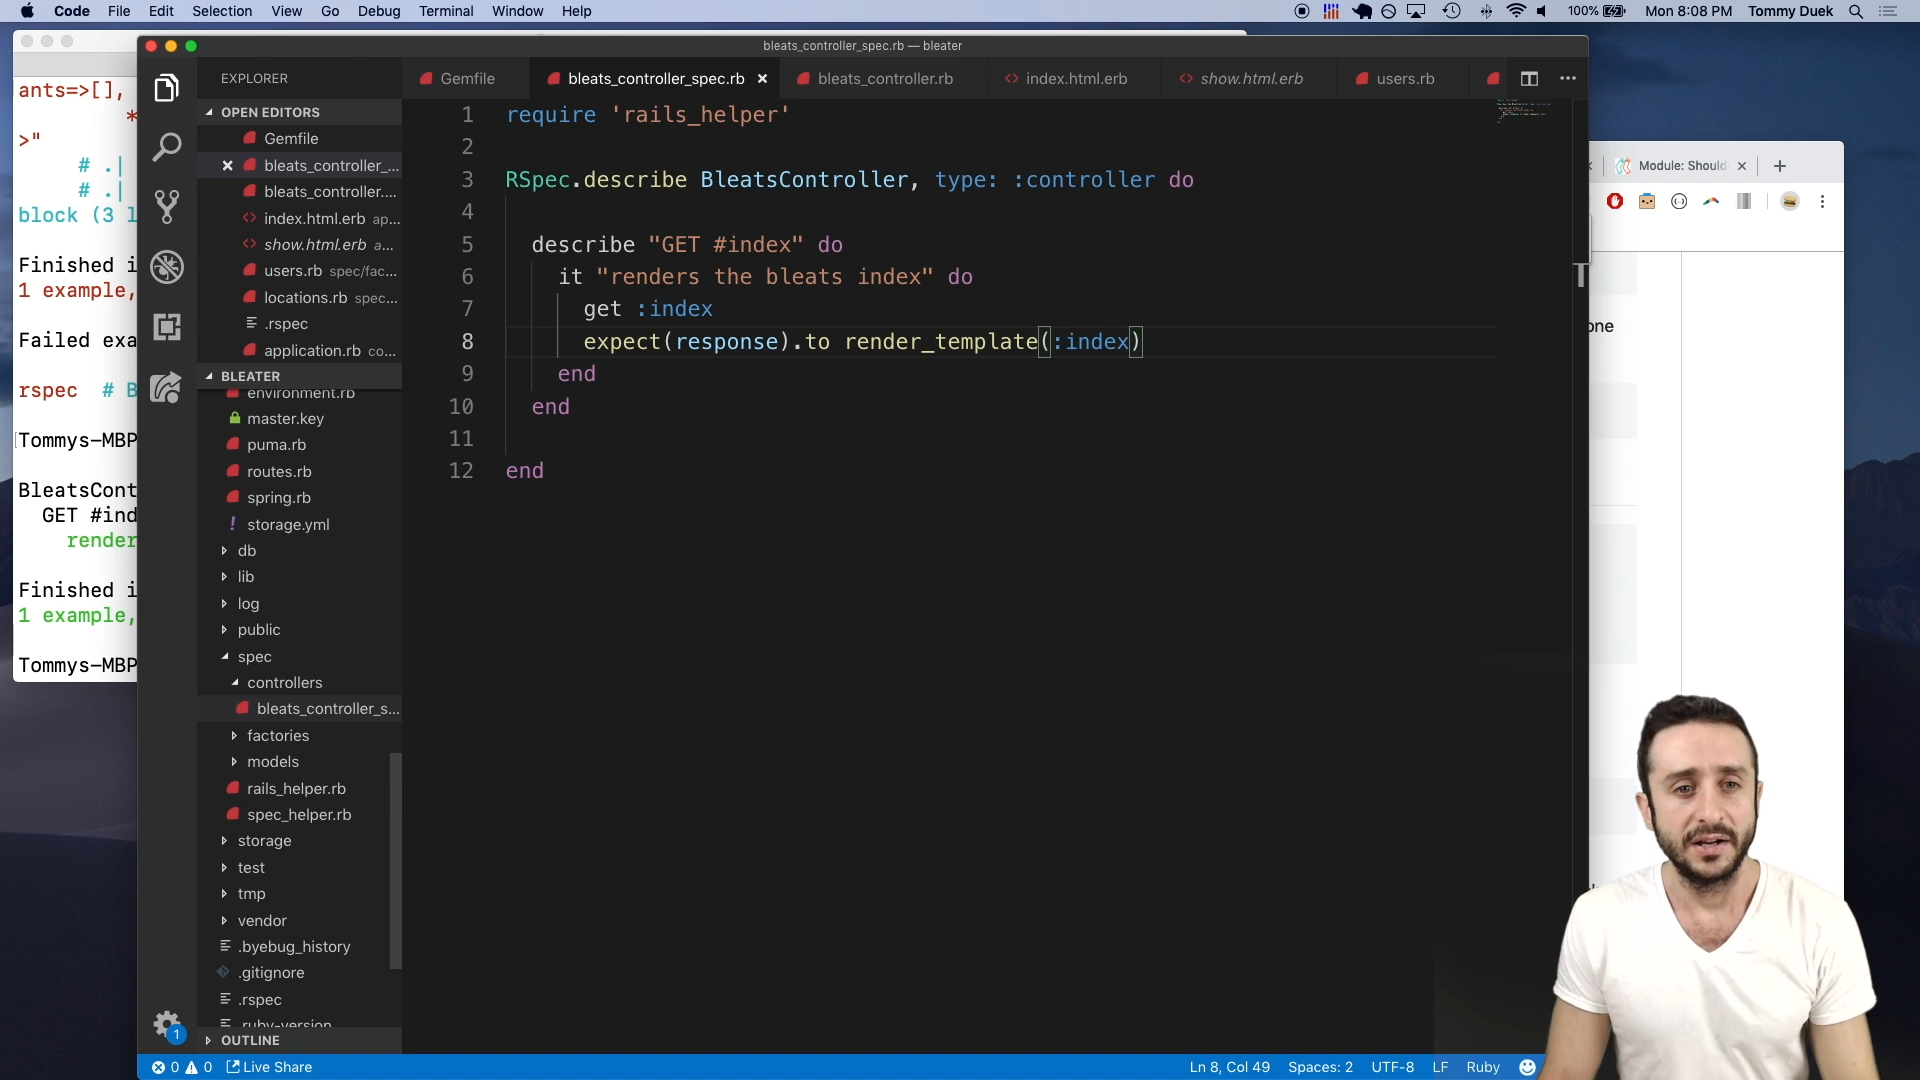 Code File Edit Selection View Go Debug Terminal Window Help
100% Mon 8:08 PM Tommy Duek
bleats_controller_spec.rb — bleater
ants=>[],
*
>"
# .|
# .|
block (3 l
Finished i
1 example,
Failed exa
rspec # B
Tommys-MBP
BleatsCont
GET #ind
render
Finished i
1 example,
Tommys-MBP
EXPLORER
OPEN EDITORS
Gemfile
bleats_controller_...
bleats_controller....
index.html.erb ap...
show.html.erb a...
users.rb spec/fac...
locations.rb spec...
.rspec
application.rb co...
BLEATER
environment.rb
master.key
puma.rb
routes.rb
spring.rb
storage.yml
db
lib
log
public
spec
controllers
bleats_controller_s...
factories
models
rails_helper.rb
spec_helper.rb
storage
test
tmp
vendor
.byebug_history
.gitignore
.rspec
.ruby-version
OUTLINE
Gemfile bleats_controller_spec.rb bleats_controller.rb index.html.erb show.html.erb users.rb
1 require 'rails_helper'
2
3 RSpec.describe BleatsController, type: :controller do
4
5 describe "GET #index" do
6 it "renders the bleats index" do
7 get :index
8 expect(response).to render_template(:index)
9 end
10 end
11
12 end
Module: Should
one
1
0 0 Live Share
Ln 8, Col 49 Spaces: 2 UTF-8 LF Ruby